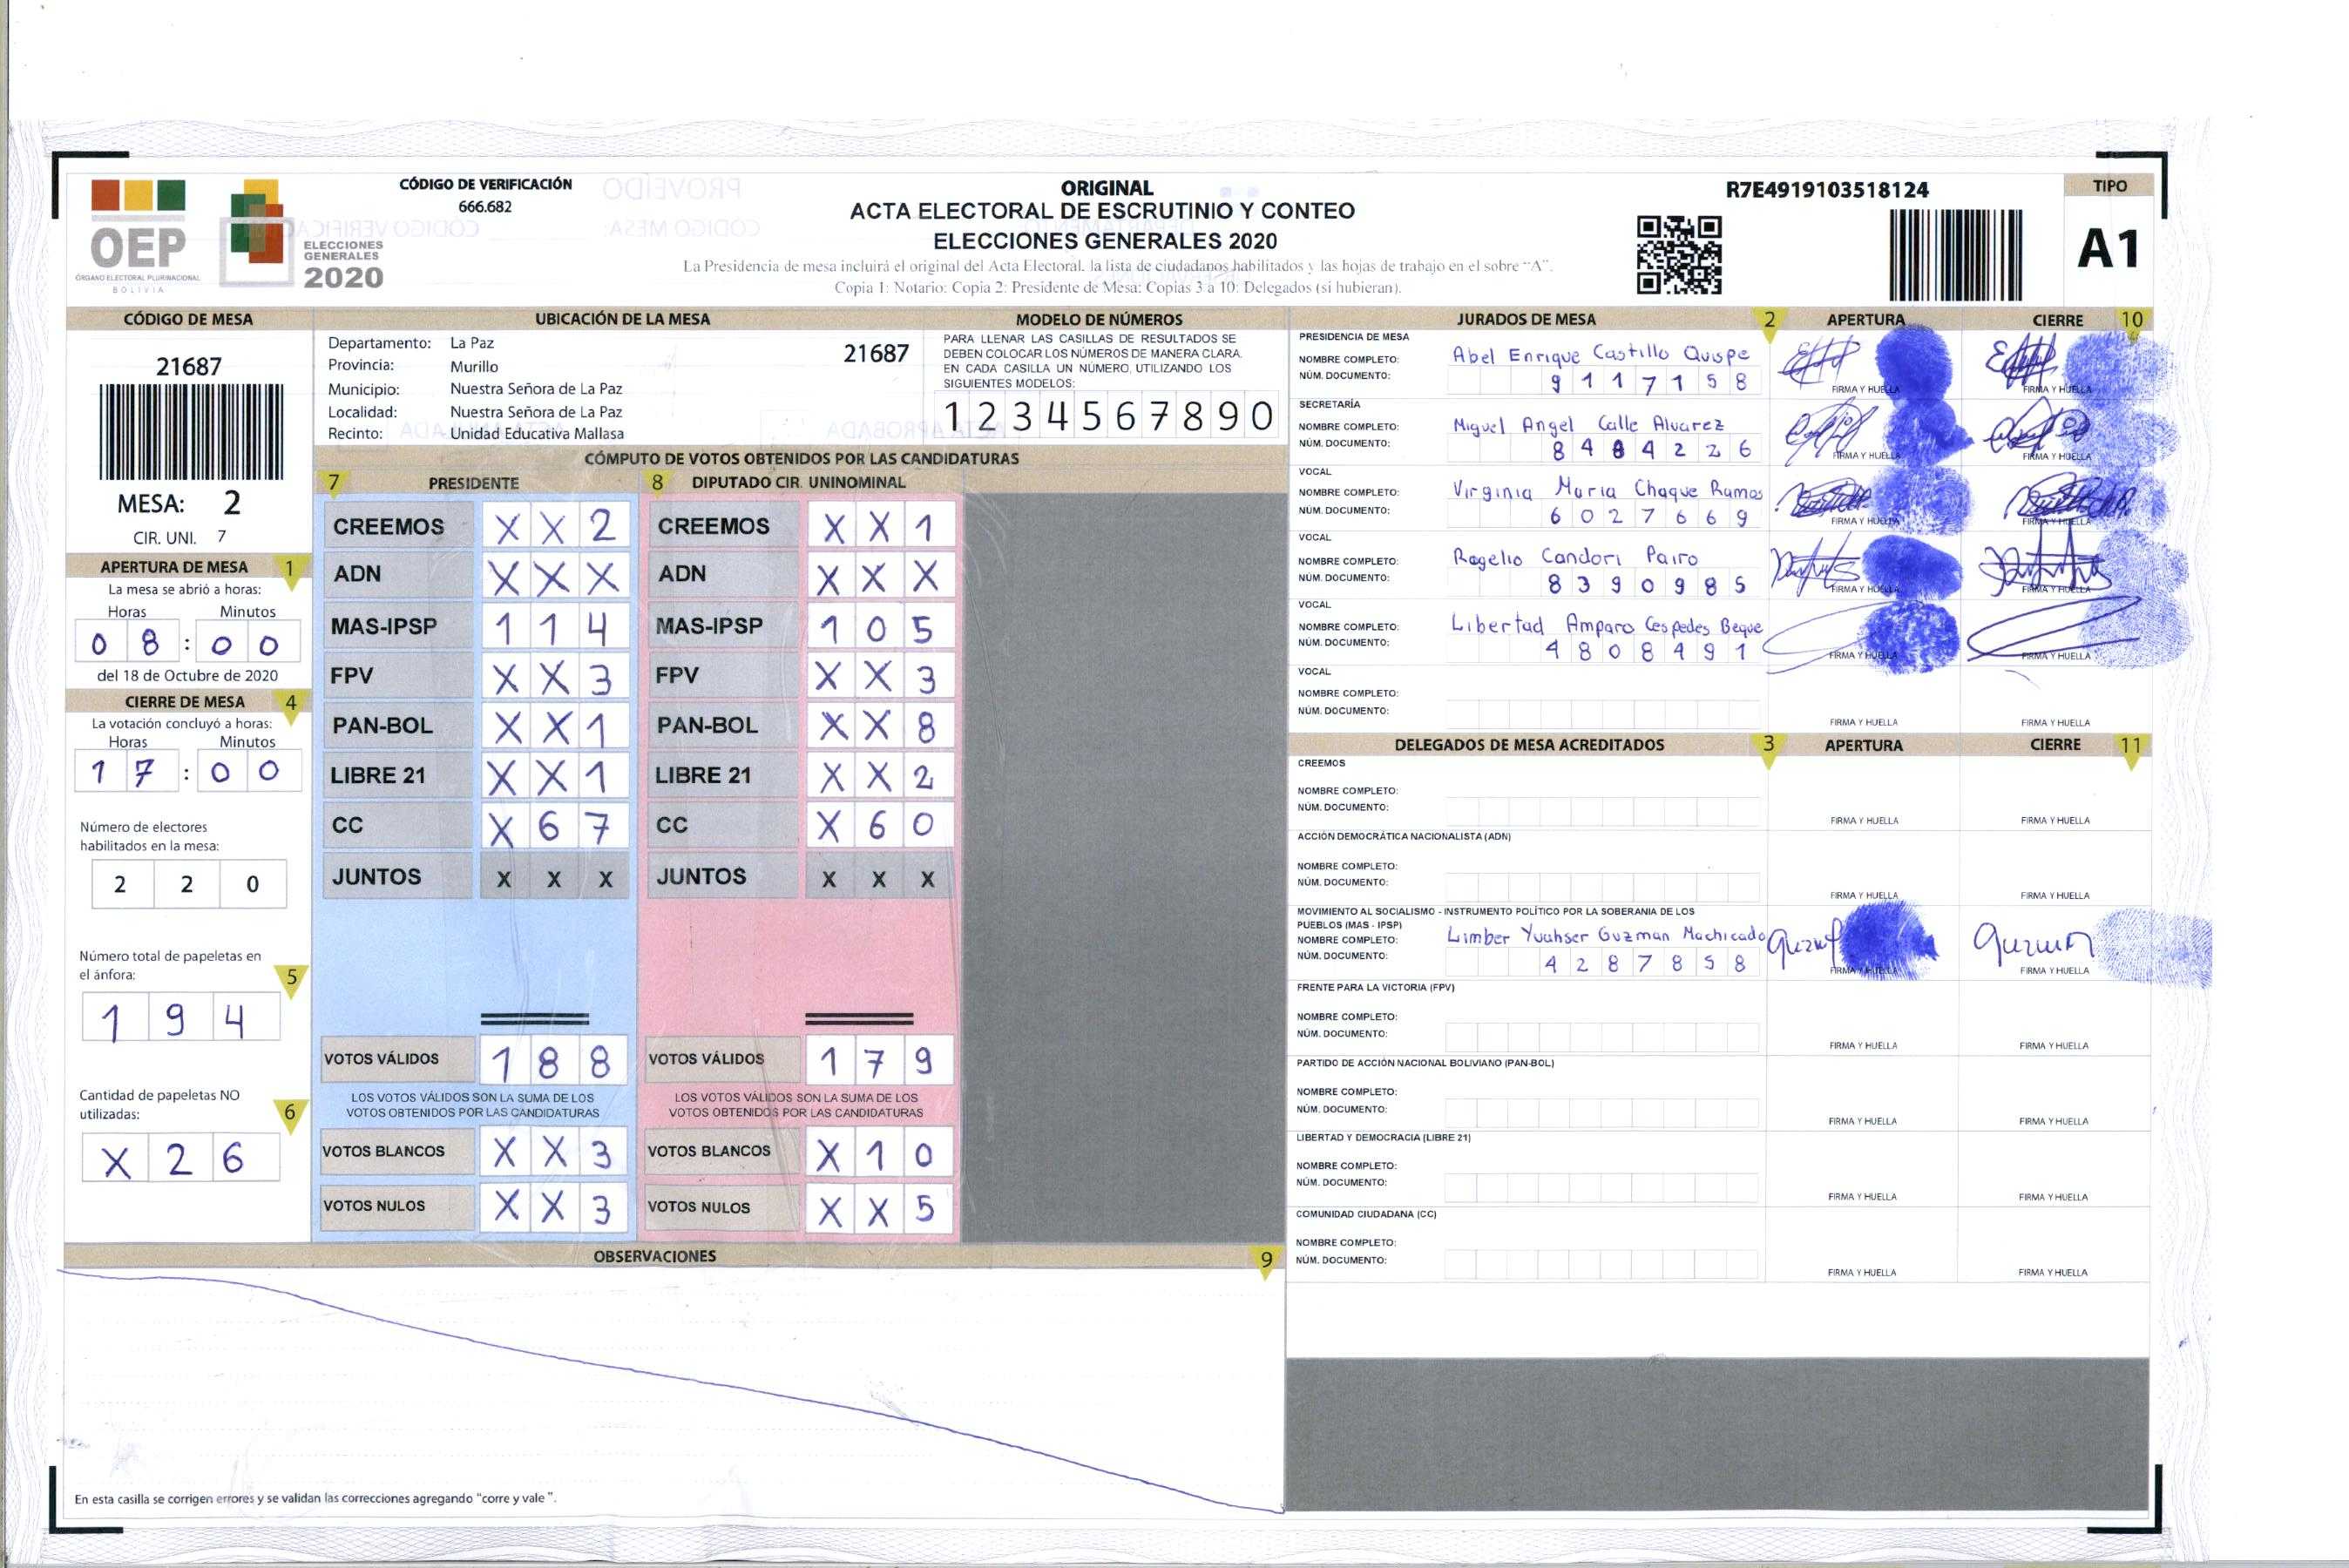 OEP
ÓRGANO ELECTORAL PLURINACIONAL
BOLIVIA
ELECCIONES
GENERALES
2020
CÓDIGO DE VERIFICACIÓN
666.682
ORIGINAL
ACTA ELECTORAL DE ESCRUTINIO Y CONTEO
ELECCIONES GENERALES 2020
La Presidencia de mesa incluirá el original del Acta Electoral, la lista de ciudadanos habilitados y las hojas de trabajo en el sobre "A".
Copia 1: Notario: Copia 2: Presidente de Mesa: Copias 3 a 10: Delegados (si hubieran).
R7E4919103518124
TIPO
A1
CÓDIGO DE MESA
21687
MESA: 2
CIR. UNI. 7
APERTURA DE MESA 1
La mesa se abrió a horas:
Horas Minutos
0 8 : 0 0
del 18 de Octubre de 2020
CIERRE DE MESA 4
La votación concluyó a horas:
Horas Minutos
1 7 : 0 0
Número de electores
habilitados en la mesa:
2 2 0
Número total de papeletas en
el ánfora: 5
1 9 4
Cantidad de papeletas NO
utilizadas: 6
X 2 6
UBICACIÓN DE LA MESA
Departamento: La Paz
21687
Provincia: Murillo
Municipio: Nuestra Señora de La Paz
Localidad: Nuestra Señora de La Paz
Recinto: Unidad Educativa Mallasa
MODELO DE NÚMEROS
PARA LLENAR LAS CASILLAS DE RESULTADOS SE
DEBEN COLOCAR LOS NÚMEROS DE MANERA CLARA.
EN CADA CASILLA UN NÚMERO, UTILIZANDO LOS
SIGUIENTES MODELOS:
1 2 3 4 5 6 7 8 9 0
CÓMPUTO DE VOTOS OBTENIDOS POR LAS CANDIDATURAS
7 PRESIDENTE 8 DIPUTADO CIR. UNINOMINAL
CREEMOS X X 2 CREEMOS X X 1
ADN X X X ADN X X X
MAS-IPSP 1 1 4 MAS-IPSP 1 0 5
FPV X X 3 FPV X X 3
PAN-BOL X X 1 PAN-BOL X X 8
LIBRE 21 X X 1 LIBRE 21 X X 2
CC X 6 7 CC X 6 0
JUNTOS X X X JUNTOS X X X
VOTOS VÁLIDOS 1 8 8 VOTOS VÁLIDOS 1 7 9
LOS VOTOS VÁLIDOS SON LA SUMA DE LOS LOS VOTOS VÁLIDOS SON LA SUMA DE LOS
VOTOS OBTENIDOS POR LAS CANDIDATURAS VOTOS OBTENIDOS POR LAS CANDIDATURAS
VOTOS BLANCOS X X 3 VOTOS BLANCOS X 1 0
VOTOS NULOS X X 3 VOTOS NULOS X X 5
OBSERVACIONES 9
En esta casilla se corrigen errores y se validan las correcciones agregando "corre y vale".
JURADOS DE MESA 2 APERTURA CIERRE 10
PRESIDENCIA DE MESA
NOMBRE COMPLETO: Abel Enrique Castillo Quispe
NÚM. DOCUMENTO: 9 1 1 7 1 5 8
FIRMA Y HUELLA FIRMA Y HUELLA
SECRETARÍA
NOMBRE COMPLETO: Miguel Angel Calle Alvarez
NÚM. DOCUMENTO: 8 4 8 4 2 2 6
FIRMA Y HUELLA FIRMA Y HUELLA
VOCAL
NOMBRE COMPLETO: Virginia Maria Choque Ramos
NÚM. DOCUMENTO: 6 0 2 7 6 6 9
FIRMA Y HUELLA FIRMA Y HUELLA
VOCAL
NOMBRE COMPLETO: Rogelio Condori Pairo
NÚM. DOCUMENTO: 8 3 9 0 9 8 5
FIRMA Y HUELLA FIRMA Y HUELLA
VOCAL
NOMBRE COMPLETO: Libertad Amparo Cespedes Beque
NÚM. DOCUMENTO: 4 8 0 8 4 9 1
FIRMA Y HUELLA FIRMA Y HUELLA
VOCAL
NOMBRE COMPLETO:
NÚM. DOCUMENTO:
FIRMA Y HUELLA FIRMA Y HUELLA
DELEGADOS DE MESA ACREDITADOS 3 APERTURA CIERRE 11
CREEMOS
NOMBRE COMPLETO:
NÚM. DOCUMENTO:
FIRMA Y HUELLA FIRMA Y HUELLA
ACCIÓN DEMOCRÁTICA NACIONALISTA (ADN)
NOMBRE COMPLETO:
NÚM. DOCUMENTO:
FIRMA Y HUELLA FIRMA Y HUELLA
MOVIMIENTO AL SOCIALISMO - INSTRUMENTO POLÍTICO POR LA SOBERANIA DE LOS
PUEBLOS (MAS - IPSP)
NOMBRE COMPLETO: Limber Yuahser Guzman Machicado
NÚM. DOCUMENTO: 4 2 8 7 8 5 8
FIRMA Y HUELLA FIRMA Y HUELLA
FRENTE PARA LA VICTORIA (FPV)
NOMBRE COMPLETO:
NÚM. DOCUMENTO:
FIRMA Y HUELLA FIRMA Y HUELLA
PARTIDO DE ACCIÓN NACIONAL BOLIVIANO (PAN-BOL)
NOMBRE COMPLETO:
NÚM. DOCUMENTO:
FIRMA Y HUELLA FIRMA Y HUELLA
LIBERTAD Y DEMOCRACIA (LIBRE 21)
NOMBRE COMPLETO:
NÚM. DOCUMENTO:
FIRMA Y HUELLA FIRMA Y HUELLA
COMUNIDAD CIUDADANA (CC)
NOMBRE COMPLETO:
NÚM. DOCUMENTO:
FIRMA Y HUELLA FIRMA Y HUELLA